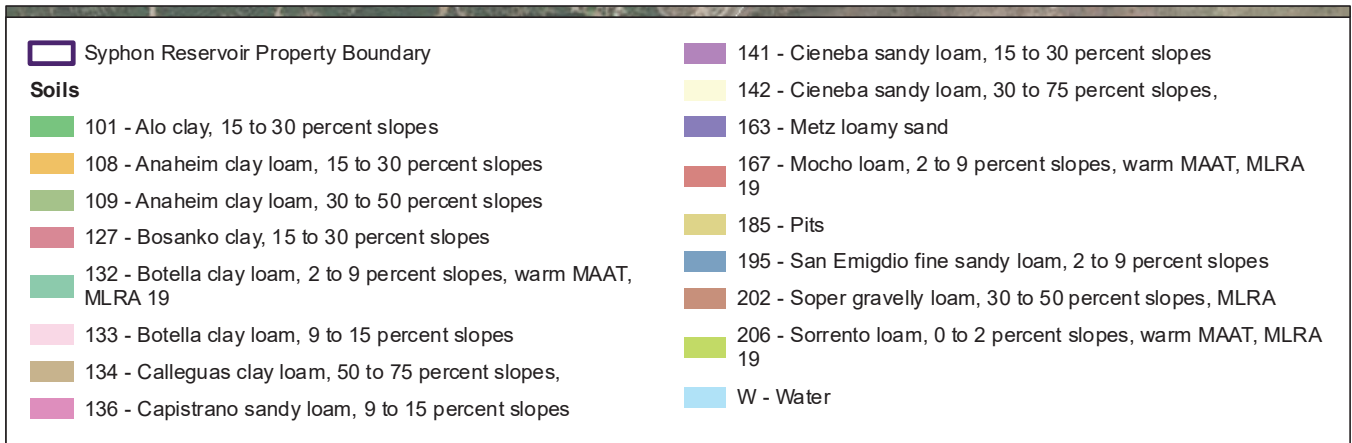 Syphon Reservoir Property Boundary
Soils
101 - Alo clay, 15 to 30 percent slopes
108 - Anaheim clay loam, 15 to 30 percent slopes
109 - Anaheim clay loam, 30 to 50 percent slopes
127 - Bosanko clay, 15 to 30 percent slopes
132 - Botella clay loam, 2 to 9 percent slopes, warm MAAT,
MLRA 19
133 - Botella clay loam, 9 to 15 percent slopes
134 - Calleguas clay loam, 50 to 75 percent slopes,
136 - Capistrano sandy loam, 9 to 15 percent slopes
141 - Cieneba sandy loam, 15 to 30 percent slopes
142 - Cieneba sandy loam, 30 to 75 percent slopes,
163 - Metz loamy sand
167 - Mocho loam, 2 to 9 percent slopes, warm MAAT, MLRA
19
185 - Pits
195 - San Emigdio fine sandy loam, 2 to 9 percent slopes
202 - Soper gravelly loam, 30 to 50 percent slopes, MLRA
206 - Sorrento loam, 0 to 2 percent slopes, warm MAAT, MLRA
19
W - Water